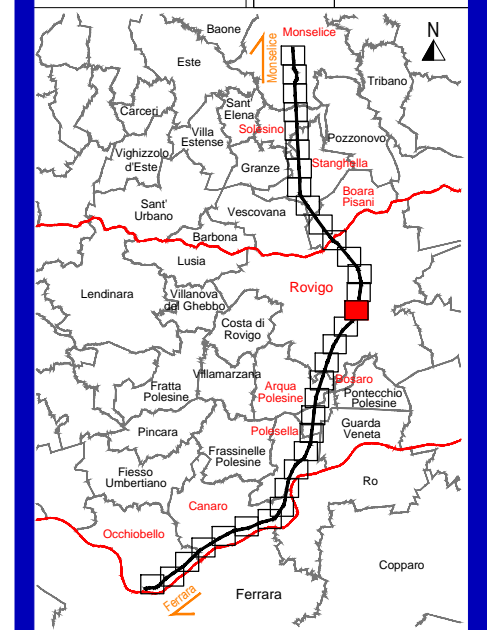 Baone
Monselice
N
Monselice
Este
Tribano
Carceri
Sant'
Elena
Solesino
Villa
Estense
Pozzonovo
Vighizzolo
d'Este
Granze
Stanghella
Boara
Pisani
Sant'
Urbano
Vescovana
Barbona
Lusia
Rovigo
Lendinara
Villanova
del Ghebbo
Costa di
Rovigo
Villamarzana
Bosaro
Fratta
Polesine
Arqua
Polesine
Pontecchio
Polesine
Pincara
Polesella
Guarda
Veneta
Frassinelle
Polesine
Fiesso
Umbertiano
Ro
Canaro
Occhiobello
Copparo
Ferrara
Ferrara